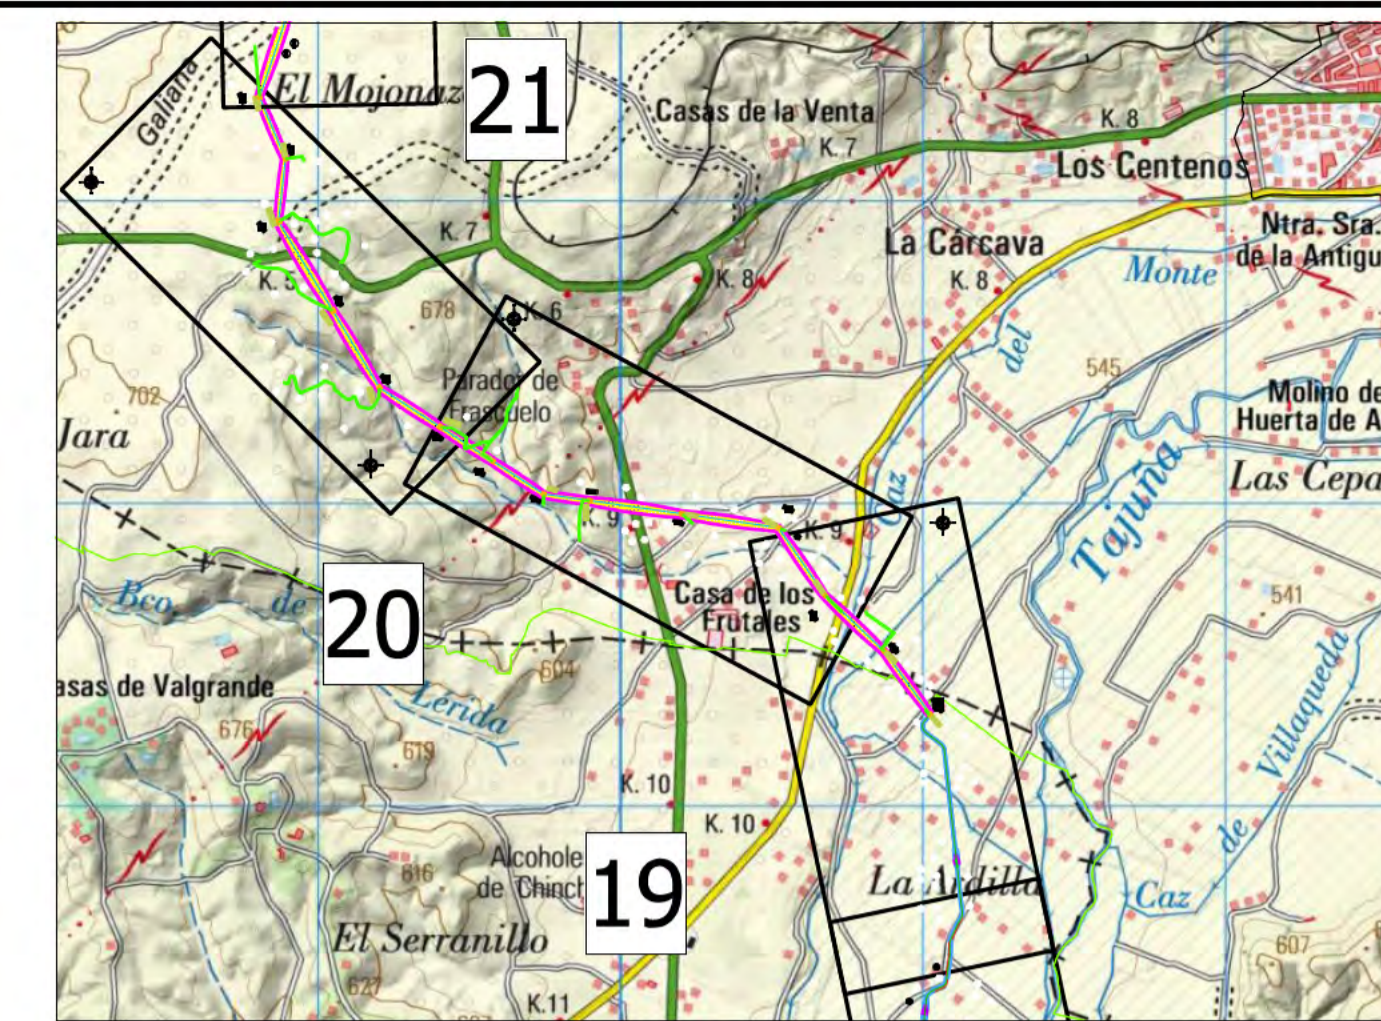 Galiana
El Mojonaz
21
Casas de la Venta
K. 7
K. 8
Los Centenos
K. 7
La Cárcava
K. 8
K. 8
Ntra. Sra.
de la Antigu
Monte
del
K. 5
678
K. 6
Parador de
Frascuelo
545
702
Jara
Molino de
Huerta de A
Las Cepa
Caz
Tajuña
K. 9
K. 9
Bco.
de
20
Casa de los
Frutales
541
604
asas de Valgrande
Lérida
676
619
Villaqueda
K. 10
K. 10
de
Alcohole
de Chinch
19
616
La Ardilla
Caz
El Serranillo
607
627
K.11